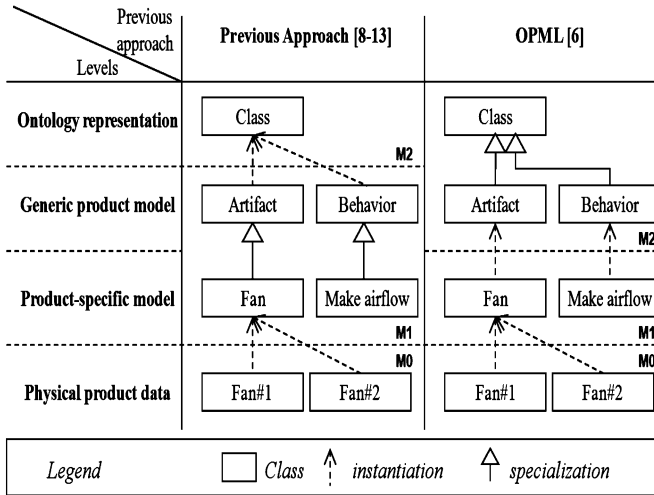 Previous
approach
Levels
Previous Approach [8-13]
OPML [6]
Ontology representation
Class
Class
M2
Generic product model
Artifact
Behavior
Artifact
Behavior
M2
Product-specific model
Fan
Make airflow
Fan
Make airflow
M1
M1
M0
M0
Physical product data
Fan#1
Fan#2
Fan#1
Fan#2
Legend
Class
instantiation
specialization